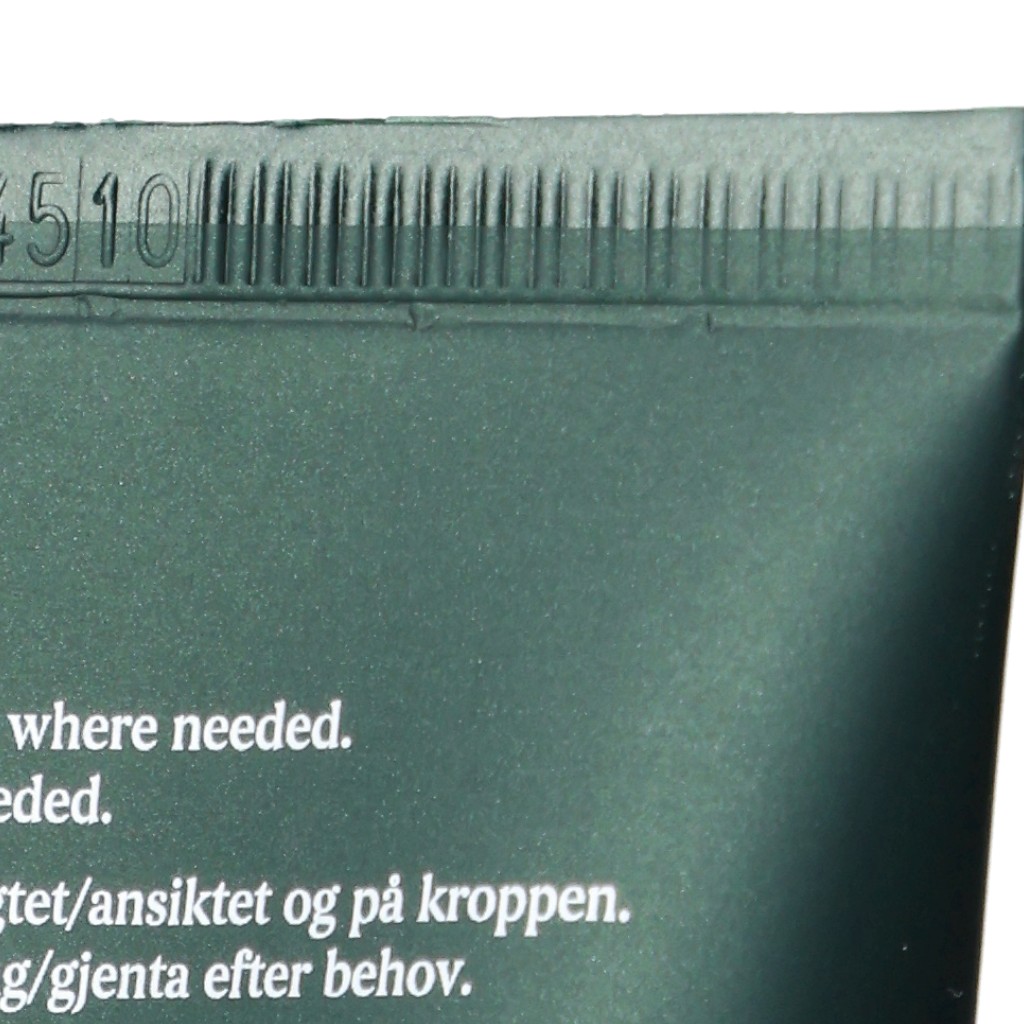 4510
where needed.
eded.
gtet/ansiktet og på kroppen.
g/gjenta efter behov.